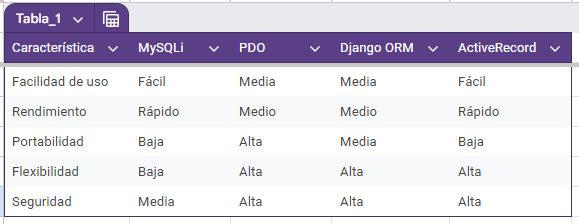 Tabla_1
Característica MySQLi PDO Django ORM ActiveRecord
Facilidad de uso Fácil Media Media Fácil
Rendimiento Rápido Medio Medio Rápido
Portabilidad Baja Alta Media Baja
Flexibilidad Baja Alta Alta Alta
Seguridad Media Alta Alta Alta